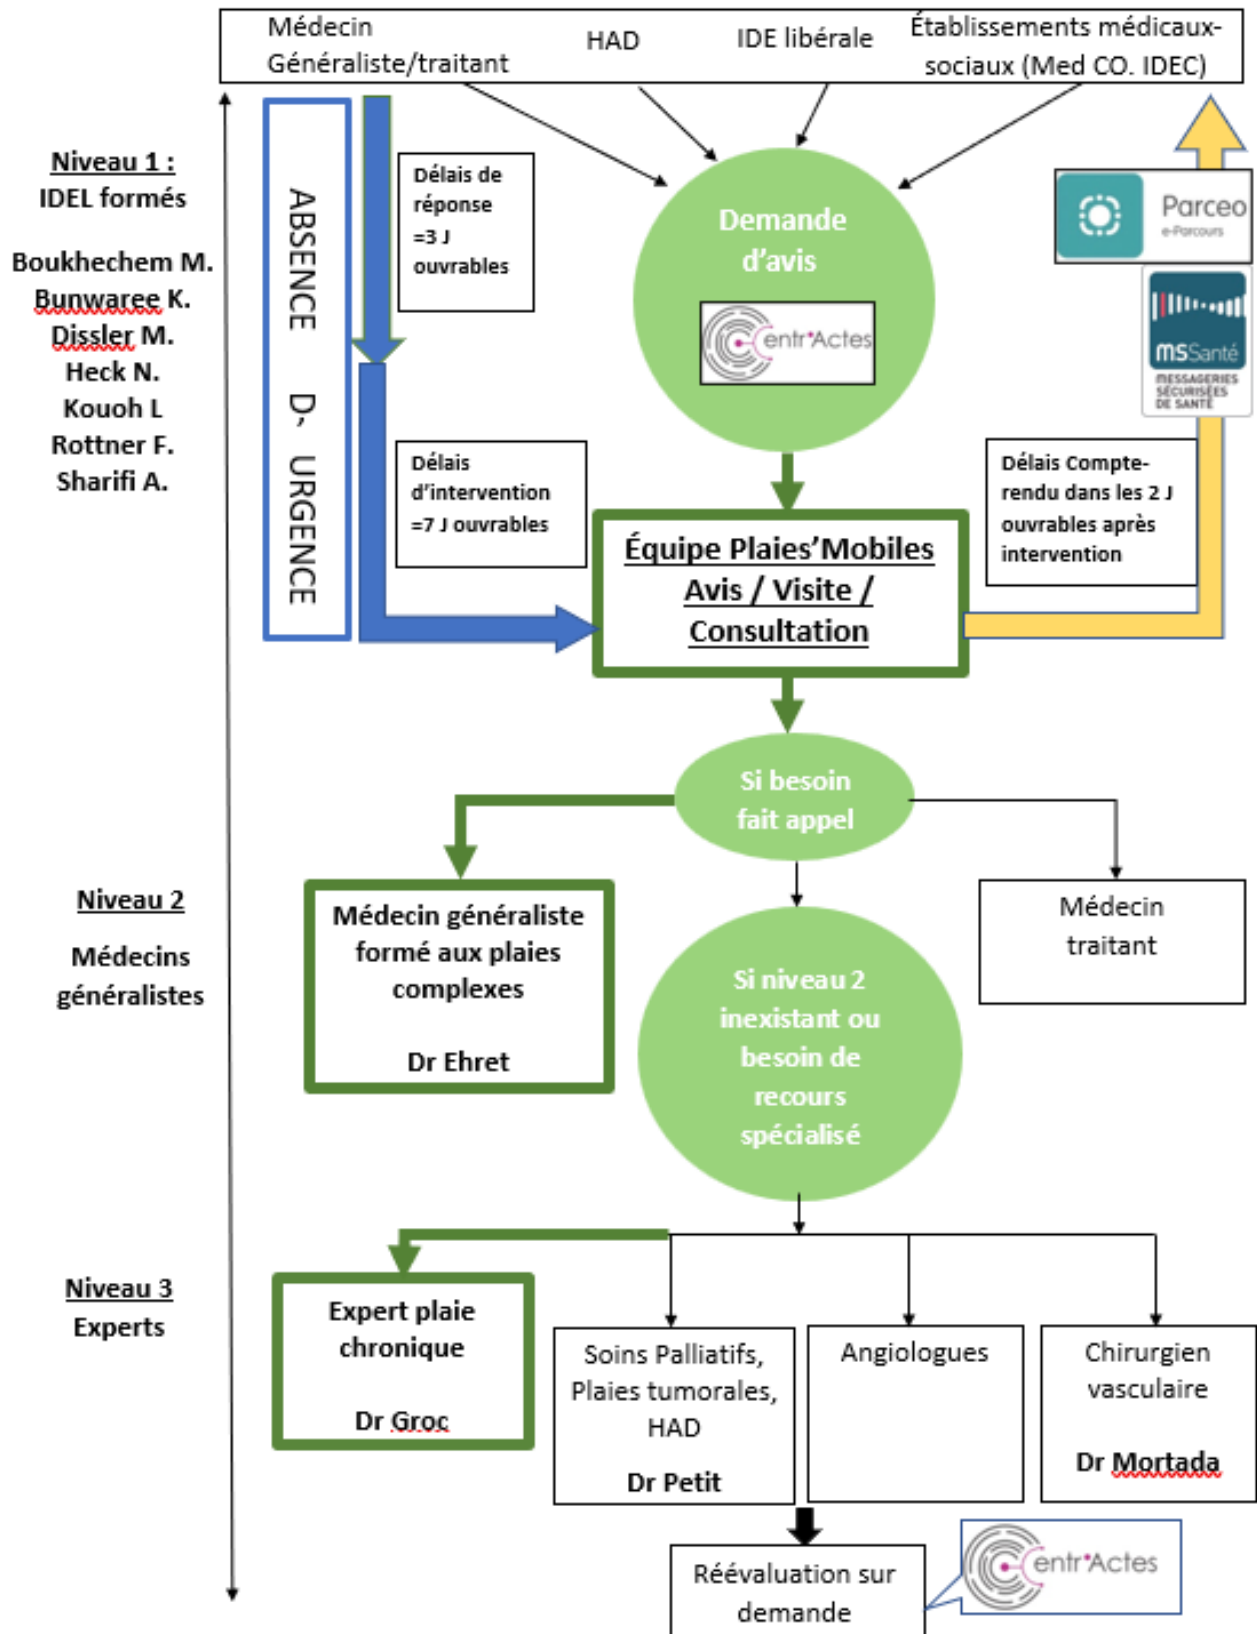 Médecin
Généraliste/traitant
HAD
IDE libérale
Établissements médicaux-
sociaux (Med CO. IDEC)
Niveau 1 :
IDEL formés
Boukhechem M.
Bunwaree K.
Dissler M.
Heck N.
Kouoh L
Rottner F.
Sharifi A.
ABSENCE D' URGENCE
Délais de
réponse
=3 J
ouvrables
Demande
d'avis
entr'Actes
Parceo
e-Parcours
msSanté
MESSAGERIES
SÉCURISÉES
DE SANTÉ
Délais
d'intervention
=7 J ouvrables
Équipe Plaies'Mobiles
Avis / Visite /
Consultation
Délais Compte-
rendu dans les 2 J
ouvrables après
intervention
Si besoin
fait appel
Niveau 2
Médecins
généralistes
Médecin généraliste
formé aux plaies
complexes
Dr Ehret
Si niveau 2
inexistant ou
besoin de
recours
spécialisé
Médecin
traitant
Niveau 3
Experts
Expert plaie
chronique
Dr Groc
Soins Palliatifs,
Plaies tumorales,
HAD
Dr Petit
Angiologues
Chirurgien
vasculaire
Dr Mortada
Réévaluation sur
demande
entr'Actes